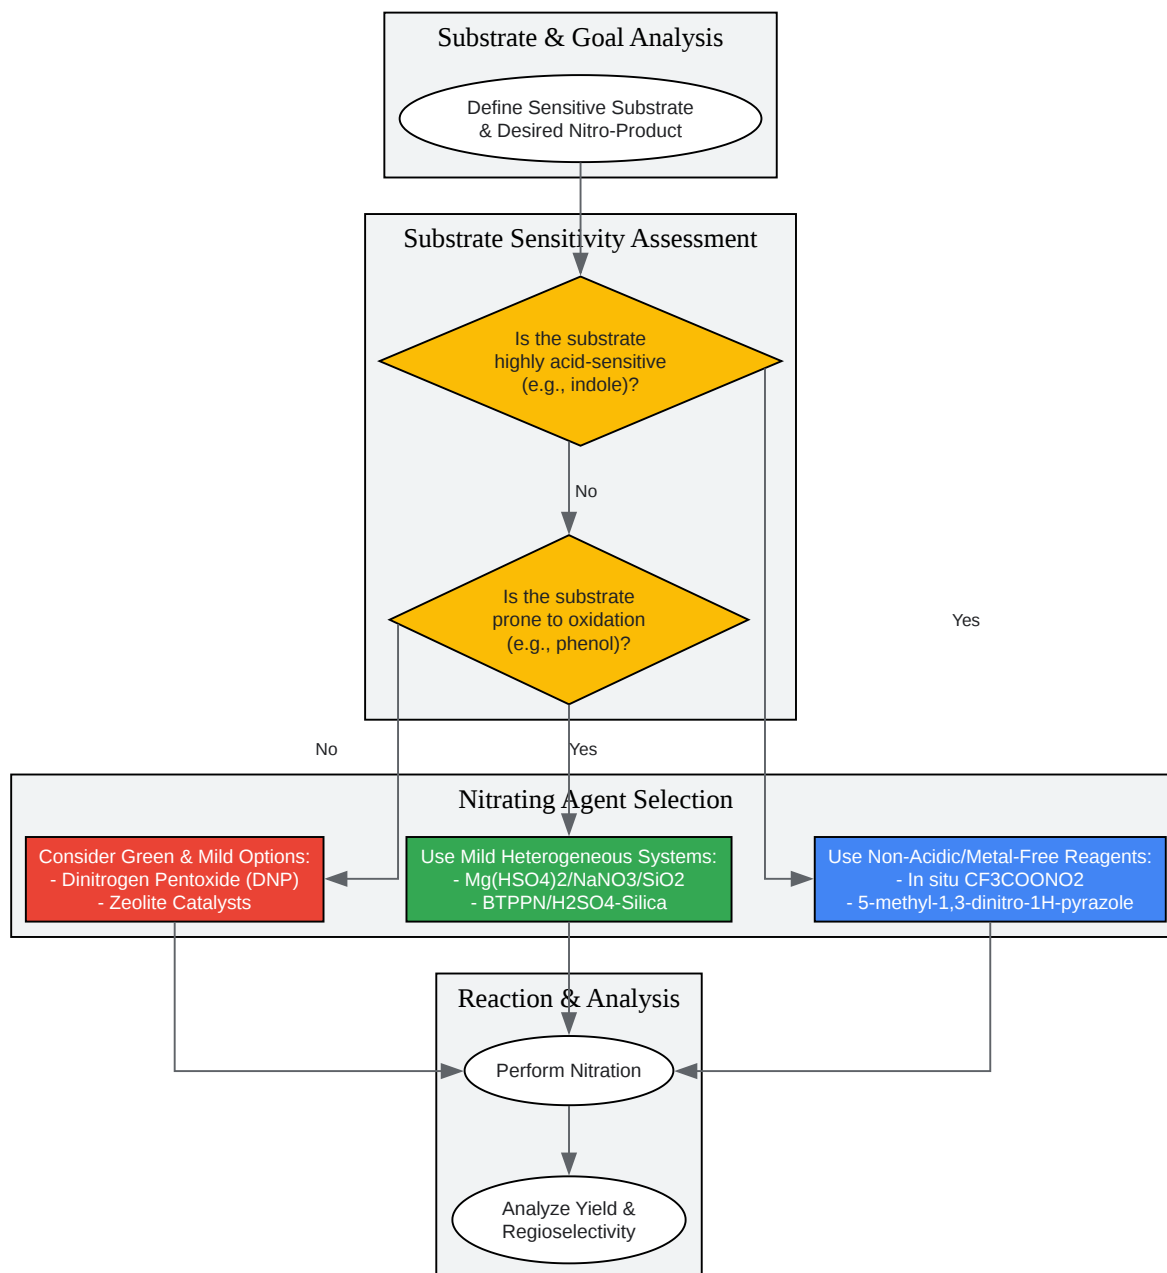 Substrate & Goal Analysis
Define Sensitive Substrate
& Desired Nitro-Product
Substrate Sensitivity Assessment
Is the substrate
highly acid-sensitive
(e.g., indole)?
No
Is the substrate
prone to oxidation
(e.g., phenol)?
Yes
No
Yes
Nitrating Agent Selection
Consider Green & Mild Options:
- Dinitrogen Pentoxide (DNP)
- Zeolite Catalysts
Use Mild Heterogeneous Systems:
- Mg(HSO4)2/NaNO3/SiO2
- BTPPN/H2SO4-Silica
Use Non-Acidic/Metal-Free Reagents:
- In situ CF3COONO2
- 5-methyl-1,3-dinitro-1H-pyrazole
Reaction & Analysis
Perform Nitration
Analyze Yield &
Regioselectivity